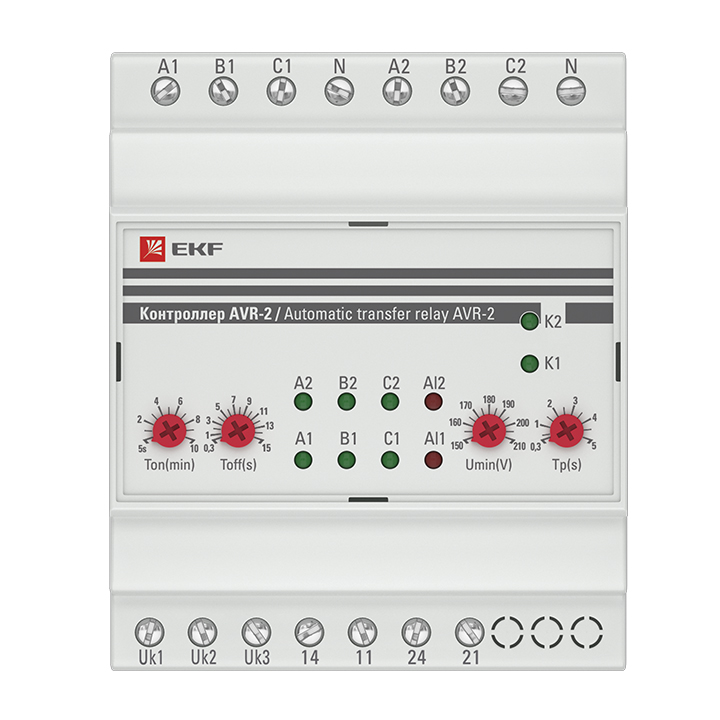 A1 B1 C1 N A2 B2 C2 N
EKF
Контроллер AVR-2 / Automatic transfer relay AVR-2
K2
K1
A2 B2 C2 AI2
A1 B1 C1 AI1
5s 2 4 6 8 10
Ton(min)
0,3 1 3 5 7 9 11 13 15
Toff(s)
150 160 170 180 190 200 210
Umin(V)
0,3 1 2 3 4 5
Tp(s)
Uk1 Uk2 Uk3 14 11 24 21